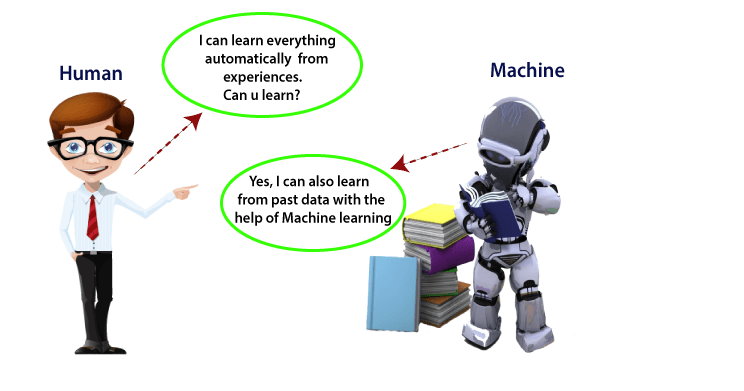 Human
I can learn everything
automatically from
experiences.
Can u learn?
Machine
Yes, I can also learn
from past data with the
help of Machine learning